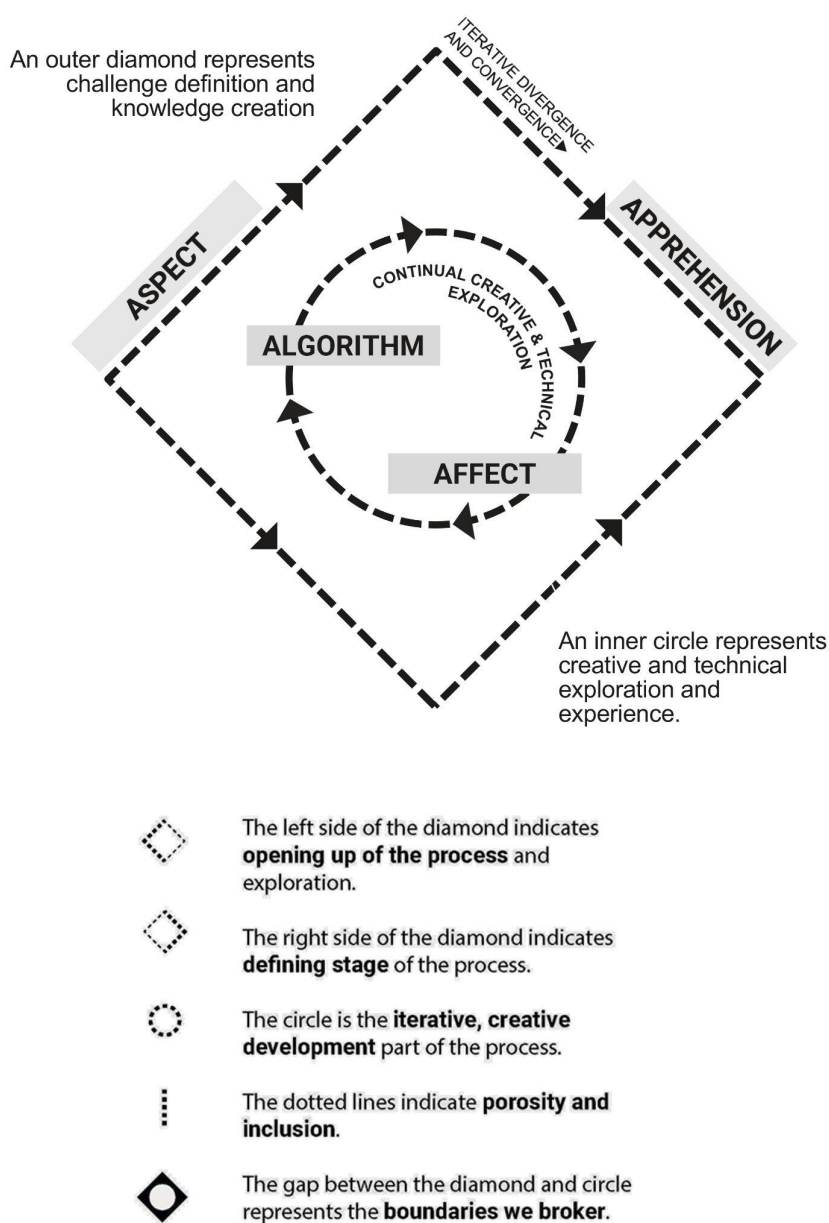 An outer diamond represents
challenge definition and
knowledge creation
ITERATIVE DIVERGENCE
AND CONVERGENCE
ASPECT
APPREHENSION
CONTINUAL CREATIVE & TECHNICAL
EXPLORATION
ALGORITHM
AFFECT
An inner circle represents
creative and technical
exploration and
experience.
The left side of the diamond indicates
opening up of the process and
exploration.
The right side of the diamond indicates
defining stage of the process.
The circle is the iterative, creative
development part of the process.
The dotted lines indicate porosity and
inclusion.
The gap between the diamond and circle
represents the boundaries we broker.